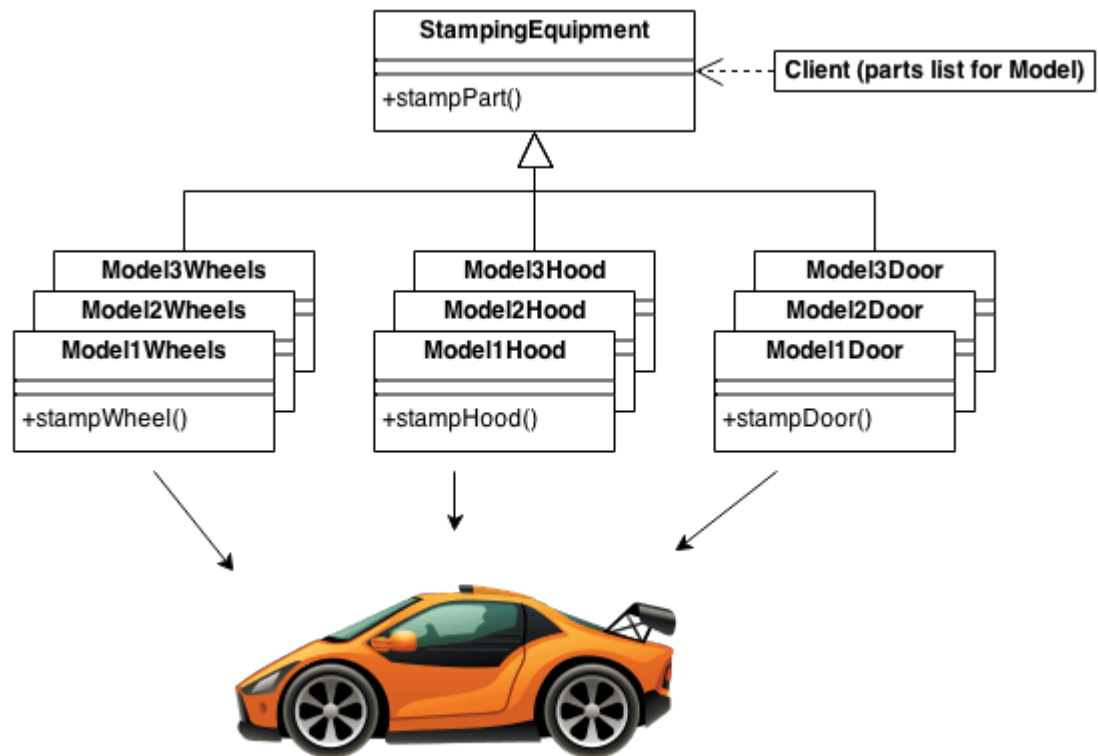 StampingEquipment
Client (parts list for Model)
+stampPart()
Model3Wheels
Model2Wheels
Model1Wheels
+stampWheel()
Model3Hood
Model2Hood
Model1Hood
+stampHood()
Model3Door
Model2Door
Model1Door
+stampDoor()